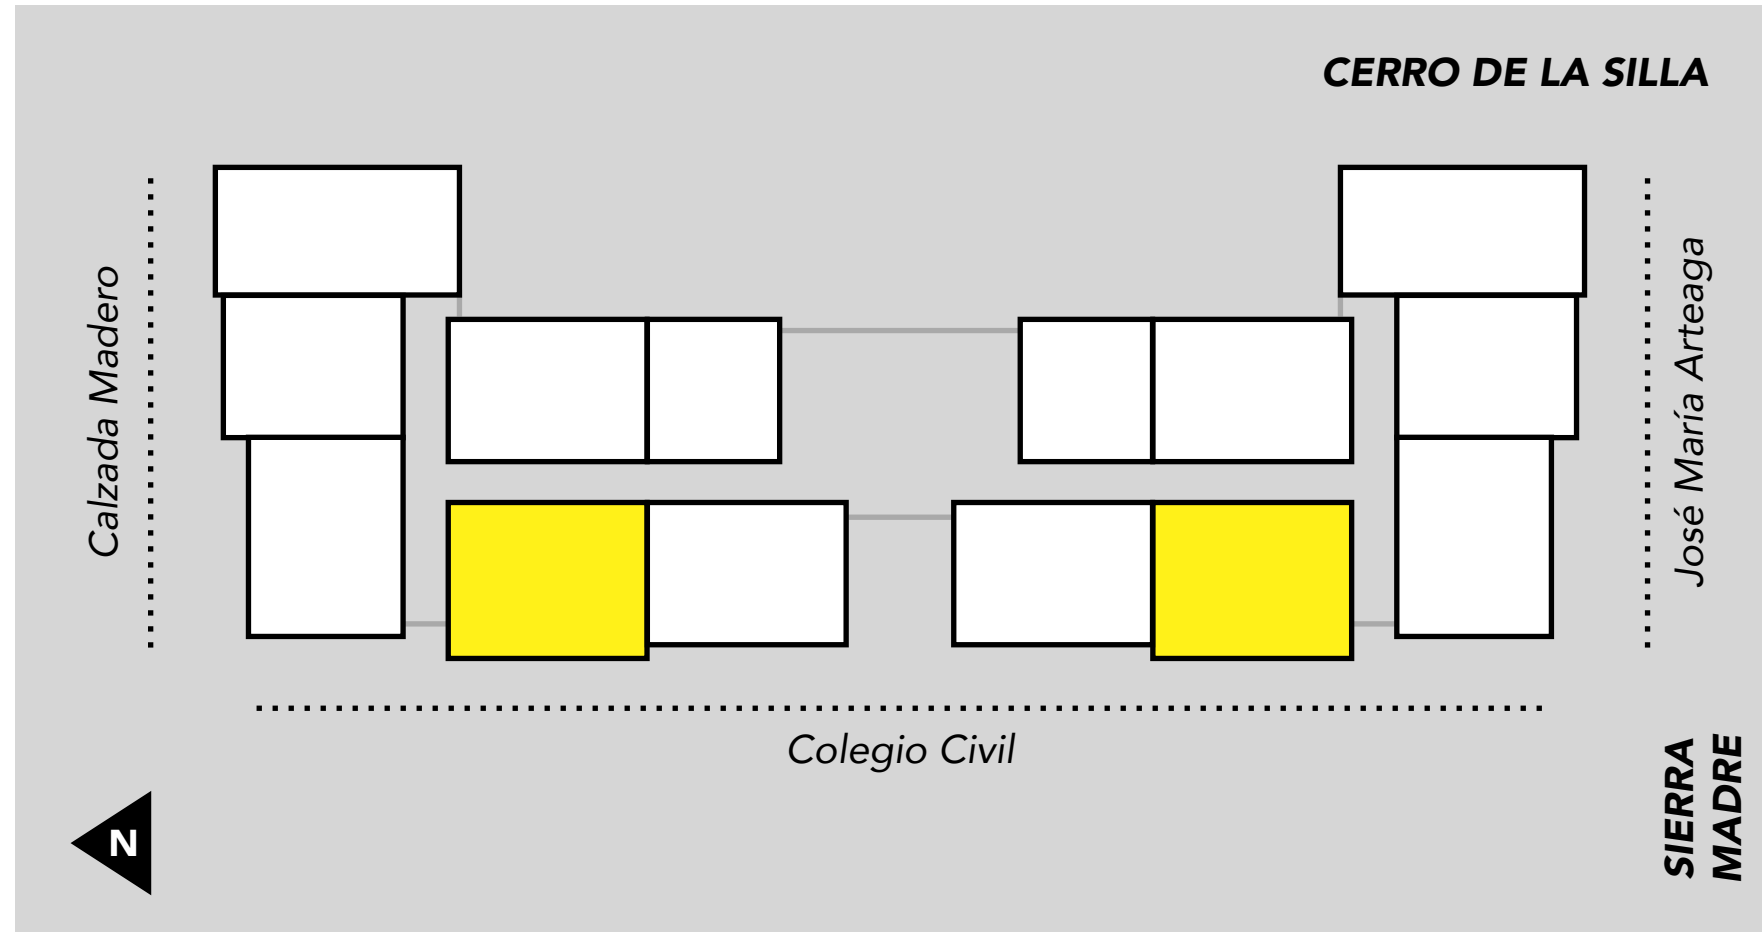 CERRO DE LA SILLA
Calzada Madero
José María Arteaga
Colegio Civil
SIERRA
MADRE
N